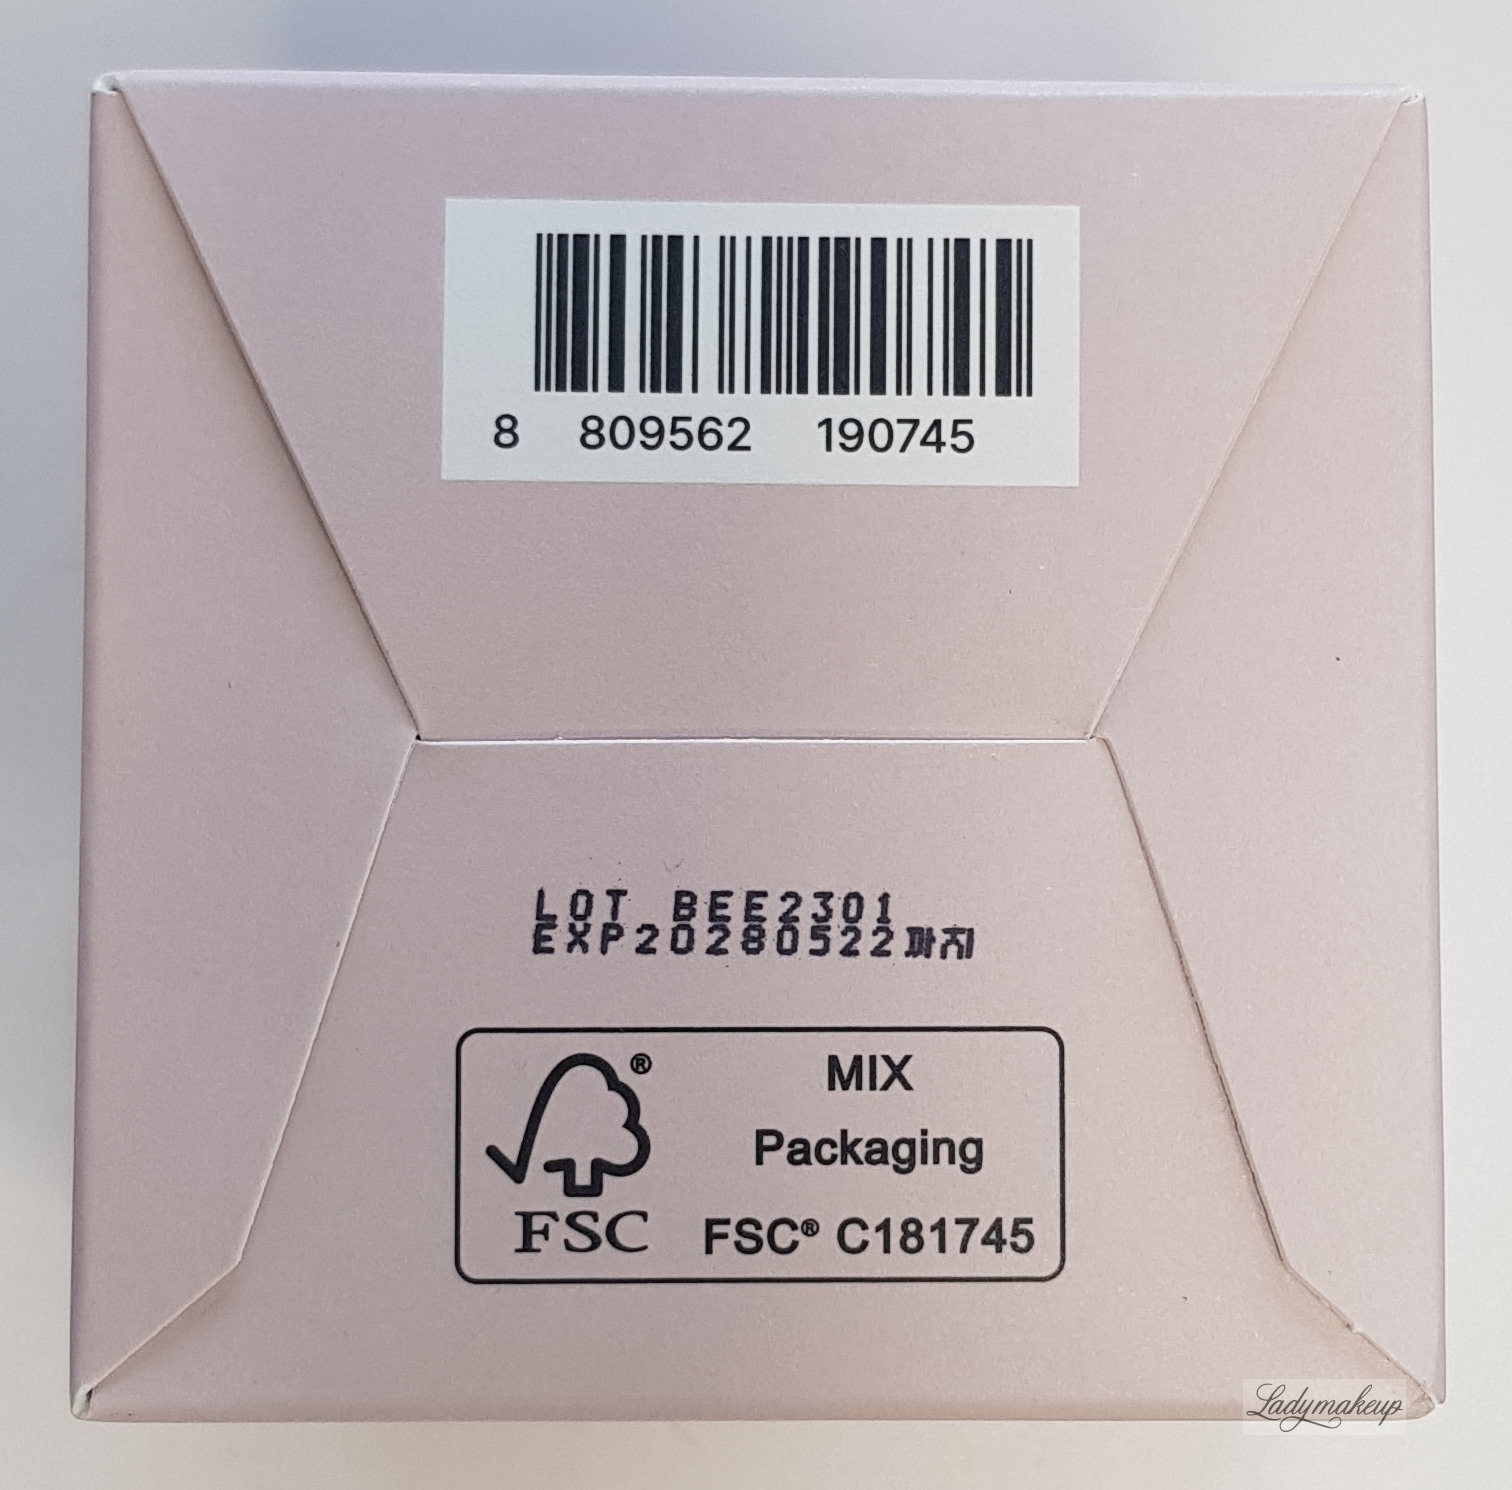 8 809562 190745
LOT BEE2301
EXP20280522까지
®
MIX
Packaging
FSC
FSC® C181745
Ladymakeup